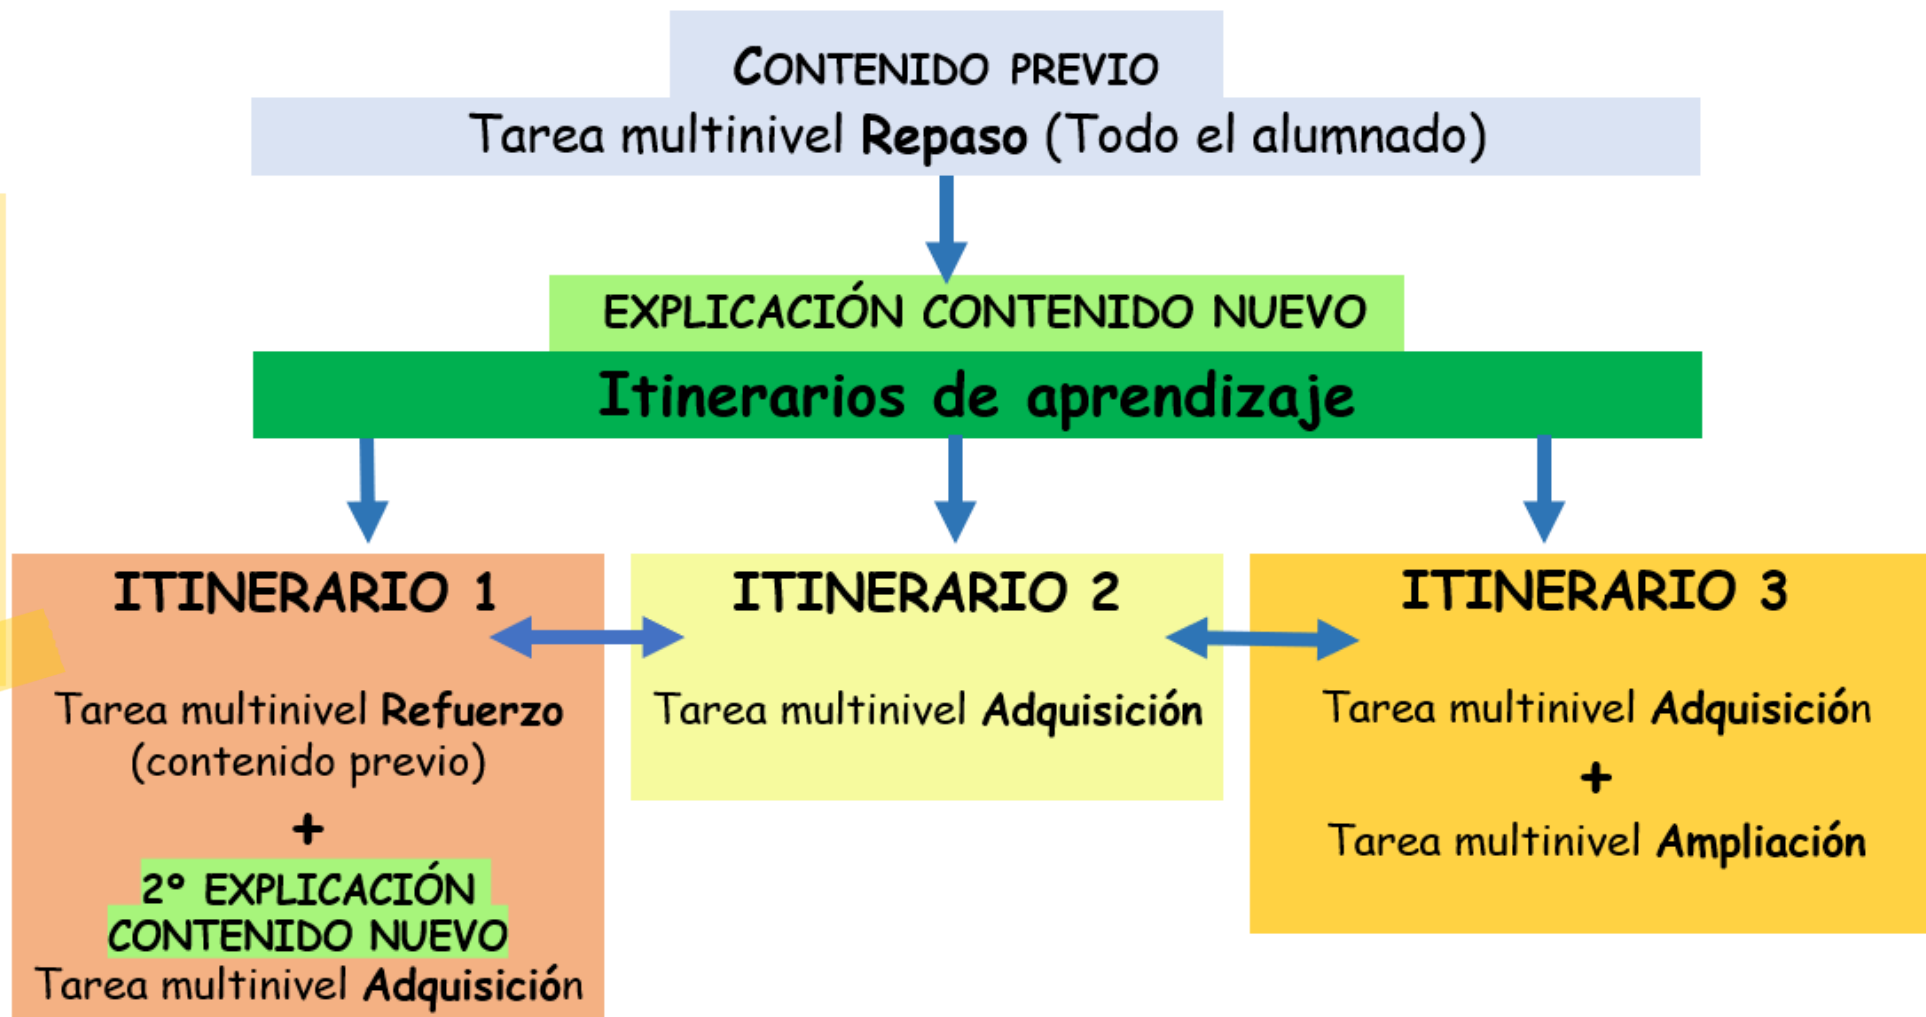 CONTENIDO PREVIO
Tarea multinivel Repaso (Todo el alumnado)
EXPLICACIÓN CONTENIDO NUEVO
Itinerarios de aprendizaje
ITINERARIO 1
Tarea multinivel Refuerzo
(contenido previo)
+
2º EXPLICACIÓN
CONTENIDO NUEVO
Tarea multinivel Adquisición
ITINERARIO 2
Tarea multinivel Adquisición
ITINERARIO 3
Tarea multinivel Adquisición
+
Tarea multinivel Ampliación